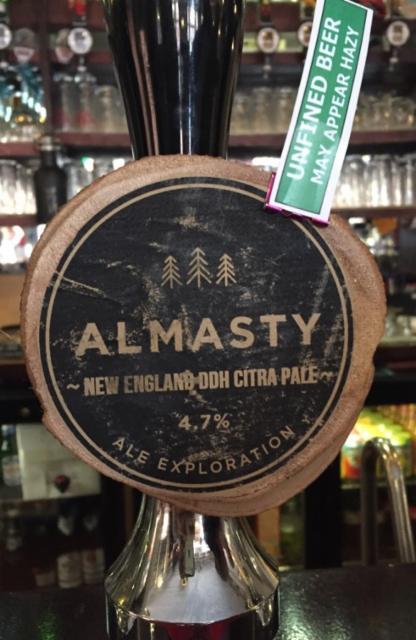 UNFINED BEER
MAY APPEAR HAZY
ALMASTY
~ NEW ENGLAND DDH CITRA PALE ~
4.7%
ALE EXPLORATION